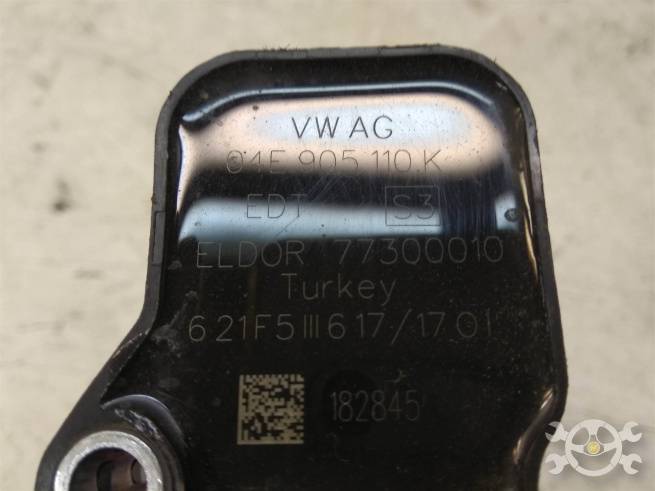 VW AG
04E 905 110 K
EDT S3
ELDOR 77300010
Turkey
6 21F5 III 6 17/17 01
182845